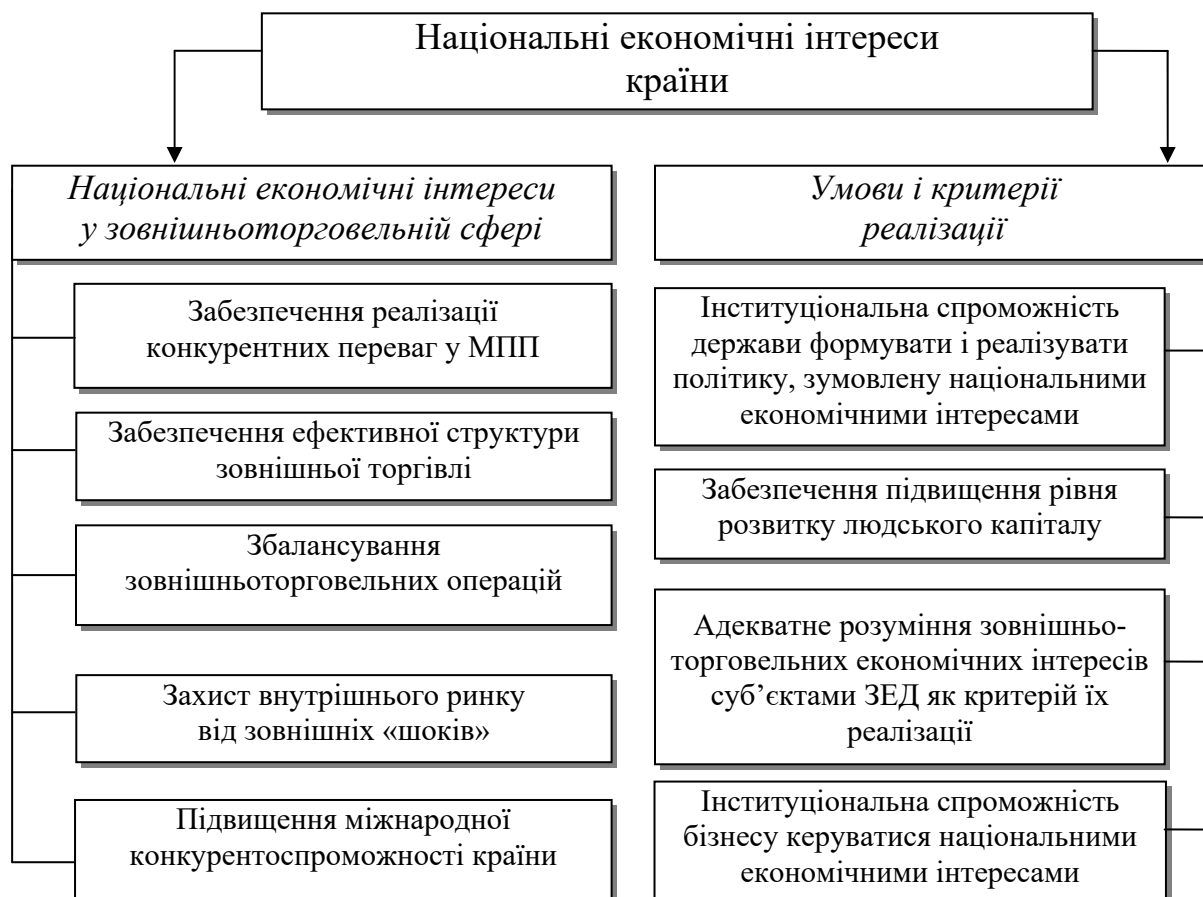 Національні економічні інтереси
країни
Національні економічні інтереси
у зовнішньоторговельній сфері
Забезпечення реалізації
конкурентних переваг у МПП
Забезпечення ефективної структури
зовнішньої торгівлі
Збалансування
зовнішньоторговельних операцій
Захист внутрішнього ринку
від зовнішніх «шоків»
Підвищення міжнародної
конкурентоспроможності країни
Умови і критерії
реалізації
Інституціональна спроможність
держави формувати і реалізувати
політику, зумовлену національними
економічними інтересами
Забезпечення підвищення рівня
розвитку людського капіталу
Адекватне розуміння зовнішньо-
торговельних економічних інтересів
суб’єктами ЗЕД як критерій їх
реалізації
Інституціональна спроможність
бізнесу керуватися національними
економічними інтересами